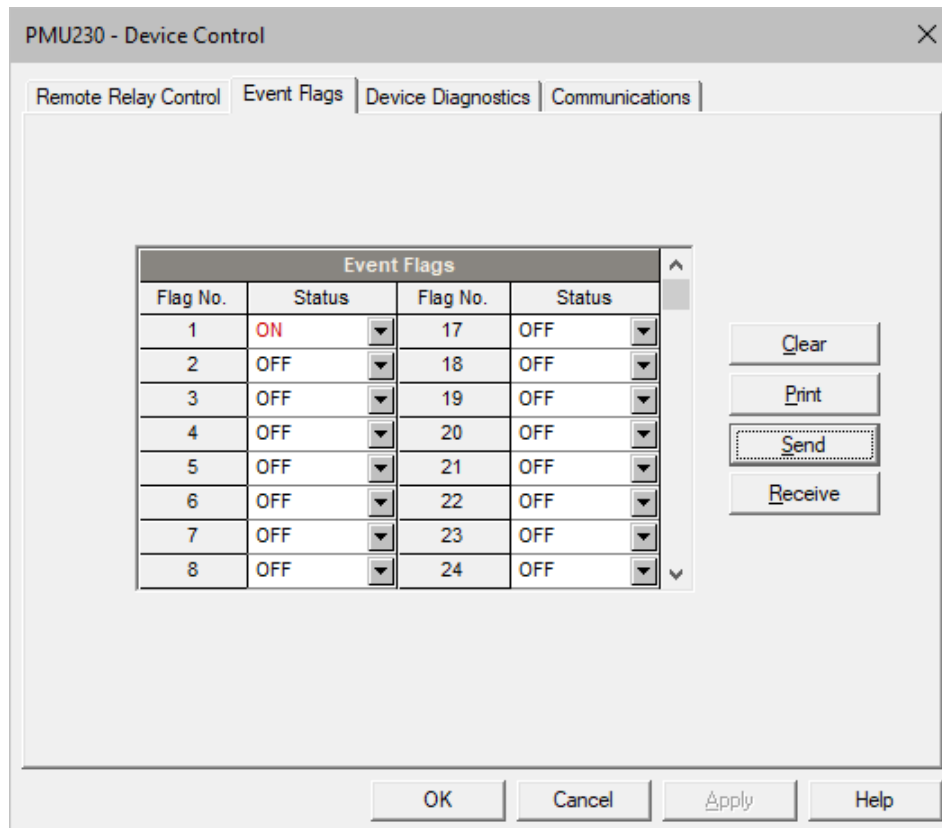 PMU230 - Device Control
Remote Relay Control Event Flags Device Diagnostics Communications
Event Flags
Flag No. Status Flag No. Status
1 ON 17 OFF
2 OFF 18 OFF
3 OFF 19 OFF
4 OFF 20 OFF
5 OFF 21 OFF
6 OFF 22 OFF
7 OFF 23 OFF
8 OFF 24 OFF
Clear
Print
Send
Receive
OK Cancel Apply Help